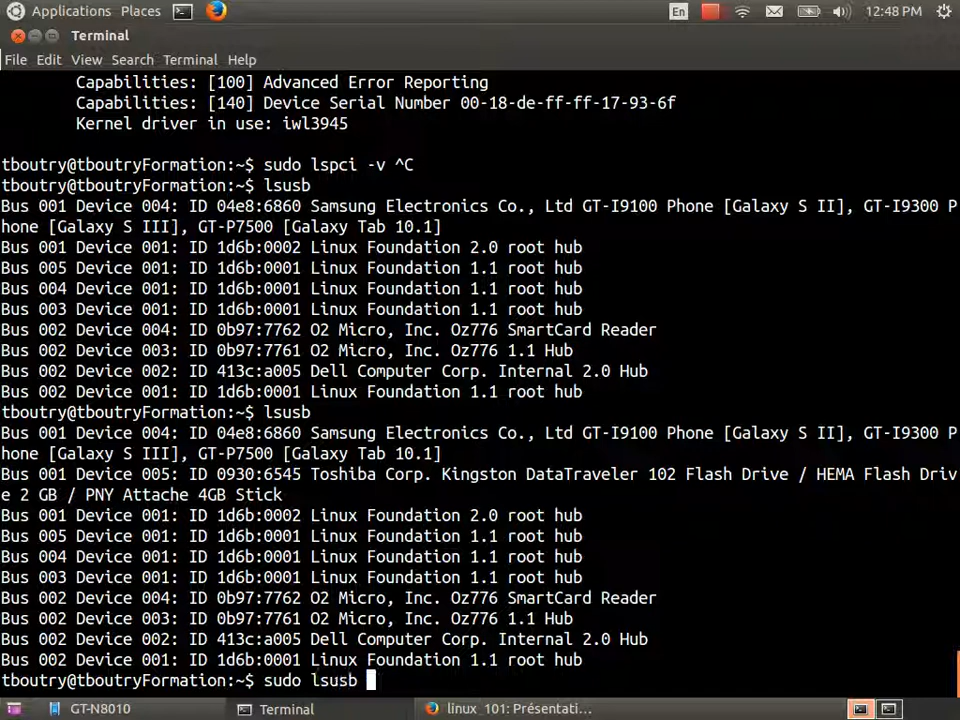 Applications Places En 12:48 PM
Terminal
File Edit View Search Terminal Help
Capabilities: [100] Advanced Error Reporting
Capabilities: [140] Device Serial Number 00-18-de-ff-ff-17-93-6f
Kernel driver in use: iwl3945
tboutry@tboutryFormation:~$ sudo lspci -v ^C
tboutry@tboutryFormation:~$ lsusb
Bus 001 Device 004: ID 04e8:6860 Samsung Electronics Co., Ltd GT-I9100 Phone [Galaxy S II], GT-I9300 P
hone [Galaxy S III], GT-P7500 [Galaxy Tab 10.1]
Bus 001 Device 001: ID 1d6b:0002 Linux Foundation 2.0 root hub
Bus 005 Device 001: ID 1d6b:0001 Linux Foundation 1.1 root hub
Bus 004 Device 001: ID 1d6b:0001 Linux Foundation 1.1 root hub
Bus 003 Device 001: ID 1d6b:0001 Linux Foundation 1.1 root hub
Bus 002 Device 004: ID 0b97:7762 O2 Micro, Inc. Oz776 SmartCard Reader
Bus 002 Device 003: ID 0b97:7761 O2 Micro, Inc. Oz776 1.1 Hub
Bus 002 Device 002: ID 413c:a005 Dell Computer Corp. Internal 2.0 Hub
Bus 002 Device 001: ID 1d6b:0001 Linux Foundation 1.1 root hub
tboutry@tboutryFormation:~$ lsusb
Bus 001 Device 004: ID 04e8:6860 Samsung Electronics Co., Ltd GT-I9100 Phone [Galaxy S II], GT-I9300 P
hone [Galaxy S III], GT-P7500 [Galaxy Tab 10.1]
Bus 001 Device 005: ID 0930:6545 Toshiba Corp. Kingston DataTraveler 102 Flash Drive / HEMA Flash Driv
e 2 GB / PNY Attache 4GB Stick
Bus 001 Device 001: ID 1d6b:0002 Linux Foundation 2.0 root hub
Bus 005 Device 001: ID 1d6b:0001 Linux Foundation 1.1 root hub
Bus 004 Device 001: ID 1d6b:0001 Linux Foundation 1.1 root hub
Bus 003 Device 001: ID 1d6b:0001 Linux Foundation 1.1 root hub
Bus 002 Device 004: ID 0b97:7762 O2 Micro, Inc. Oz776 SmartCard Reader
Bus 002 Device 003: ID 0b97:7761 O2 Micro, Inc. Oz776 1.1 Hub
Bus 002 Device 002: ID 413c:a005 Dell Computer Corp. Internal 2.0 Hub
Bus 002 Device 001: ID 1d6b:0001 Linux Foundation 1.1 root hub
tboutry@tboutryFormation:~$ sudo lsusb
GT-N8010 Terminal linux_101: Présentati...